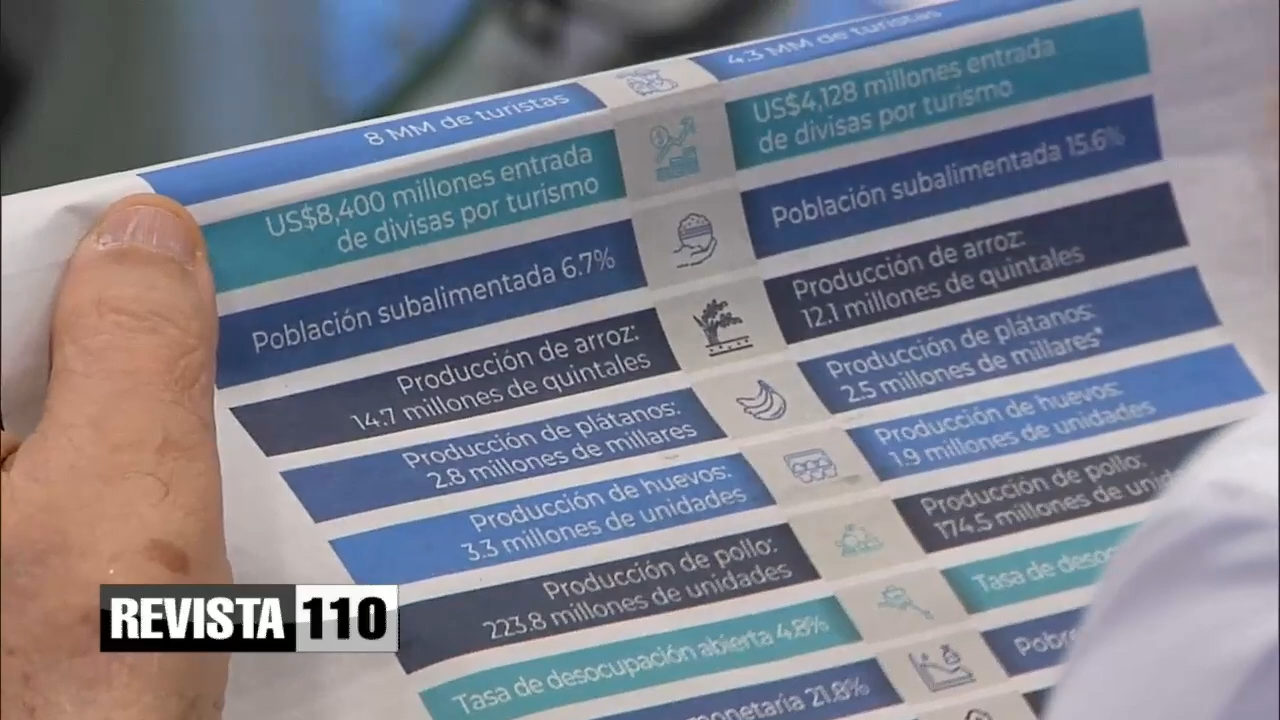 8 MM de turistas
4.3 MM de turistas
US$8,400 millones entrada
de divisas por turismo
US$4,128 millones entrada
de divisas por turismo
Población subalimentada 6.7%
Población subalimentada 15.6%
Producción de arroz:
14.7 millones de quintales
Producción de arroz:
12.1 millones de quintales
Producción de plátanos:
2.8 millones de millares
Producción de plátanos:
2.5 millones de millares*
Producción de huevos:
3.3 millones de unidades
Producción de huevos:
1.9 millones de unidades
Producción de pollo:
223.8 millones de unidades
Producción de pollo:
174.5 millones de
Tasa de desocupación abierta 4.8%
Tasa de
monetaria 21.8%
REVISTA 110